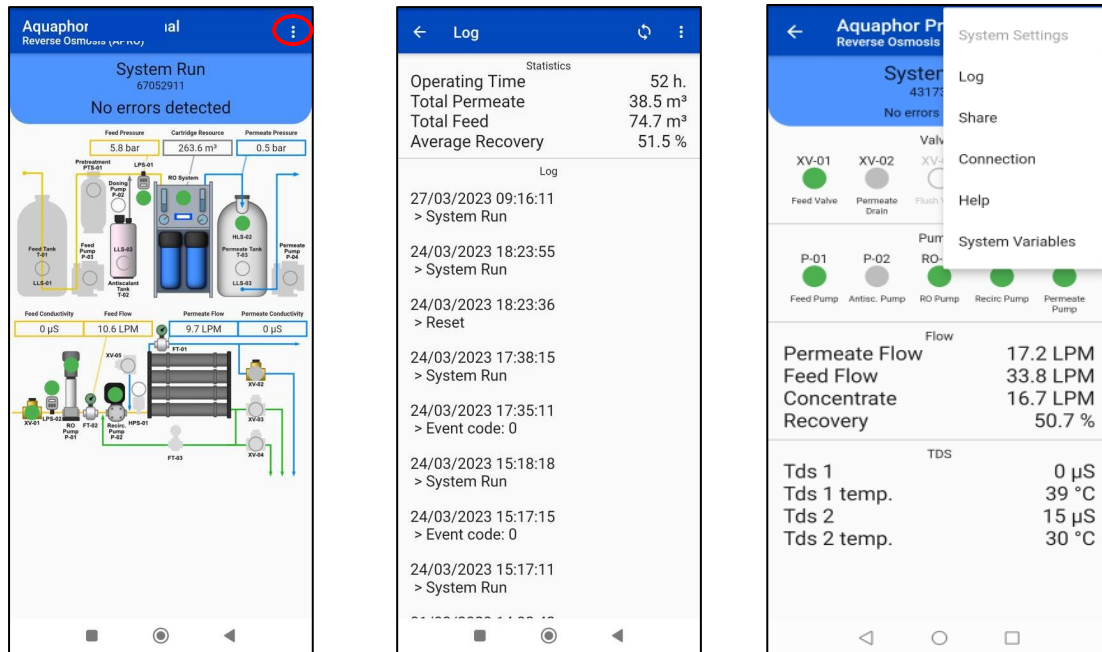 Aquaphor
al
Reverse Osmosis (APRO)
System Run
67052911
No errors detected
Feed Pressure
Cartridge Resource
Permeate Pressure
5.8 bar
263.6 m³
0.5 bar
Pretreatment
PTS-01
LPS-01
RO System
Dosing
Pump
P-02
HLS-02
Feed Tank
T-01
Feed
Pump
P-03
LLS-02
Permeate Tank
T-03
Permeate
Pump
P-04
LLS-01
Antiscalant
Tank
T-02
LLS-03
Feed Conductivity
Feed Flow
Permeate Flow
Permeate Conductivity
0 µS
10.6 LPM
9.7 LPM
0 µS
FT-01
XV-05
XV-02
XV-01
LPS-02
RO
Pump
P-01
FT-02
Recirc.
Pump
P-02
HPS-01
XV-03
FT-03
XV-04
Log
Statistics
Operating Time 52 h.
Total Permeate 38.5 m³
Total Feed 74.7 m³
Average Recovery 51.5 %
Log
27/03/2023 09:16:11
> System Run
24/03/2023 18:23:55
> System Run
24/03/2023 18:23:36
> Reset
24/03/2023 17:38:15
> System Run
24/03/2023 17:35:11
> Event code: 0
24/03/2023 15:18:18
> System Run
24/03/2023 15:17:15
> Event code: 0
24/03/2023 15:17:11
> System Run
Aquaphor Pr
Reverse Osmosis
System
43173
No errors
System Settings
Log
Share
Connection
Help
System Variables
Valv
XV-01 XV-02 XV-
Feed Valve
Permeate
Drain
Flush
Pum
P-01 P-02 RO-
Feed Pump Antisc. Pump RO Pump Recirc Pump Permeate
Pump
Flow
Permeate Flow 17.2 LPM
Feed Flow 33.8 LPM
Concentrate 16.7 LPM
Recovery 50.7 %
TDS
Tds 1 0 µS
Tds 1 temp. 39 °C
Tds 2 15 µS
Tds 2 temp. 30 °C